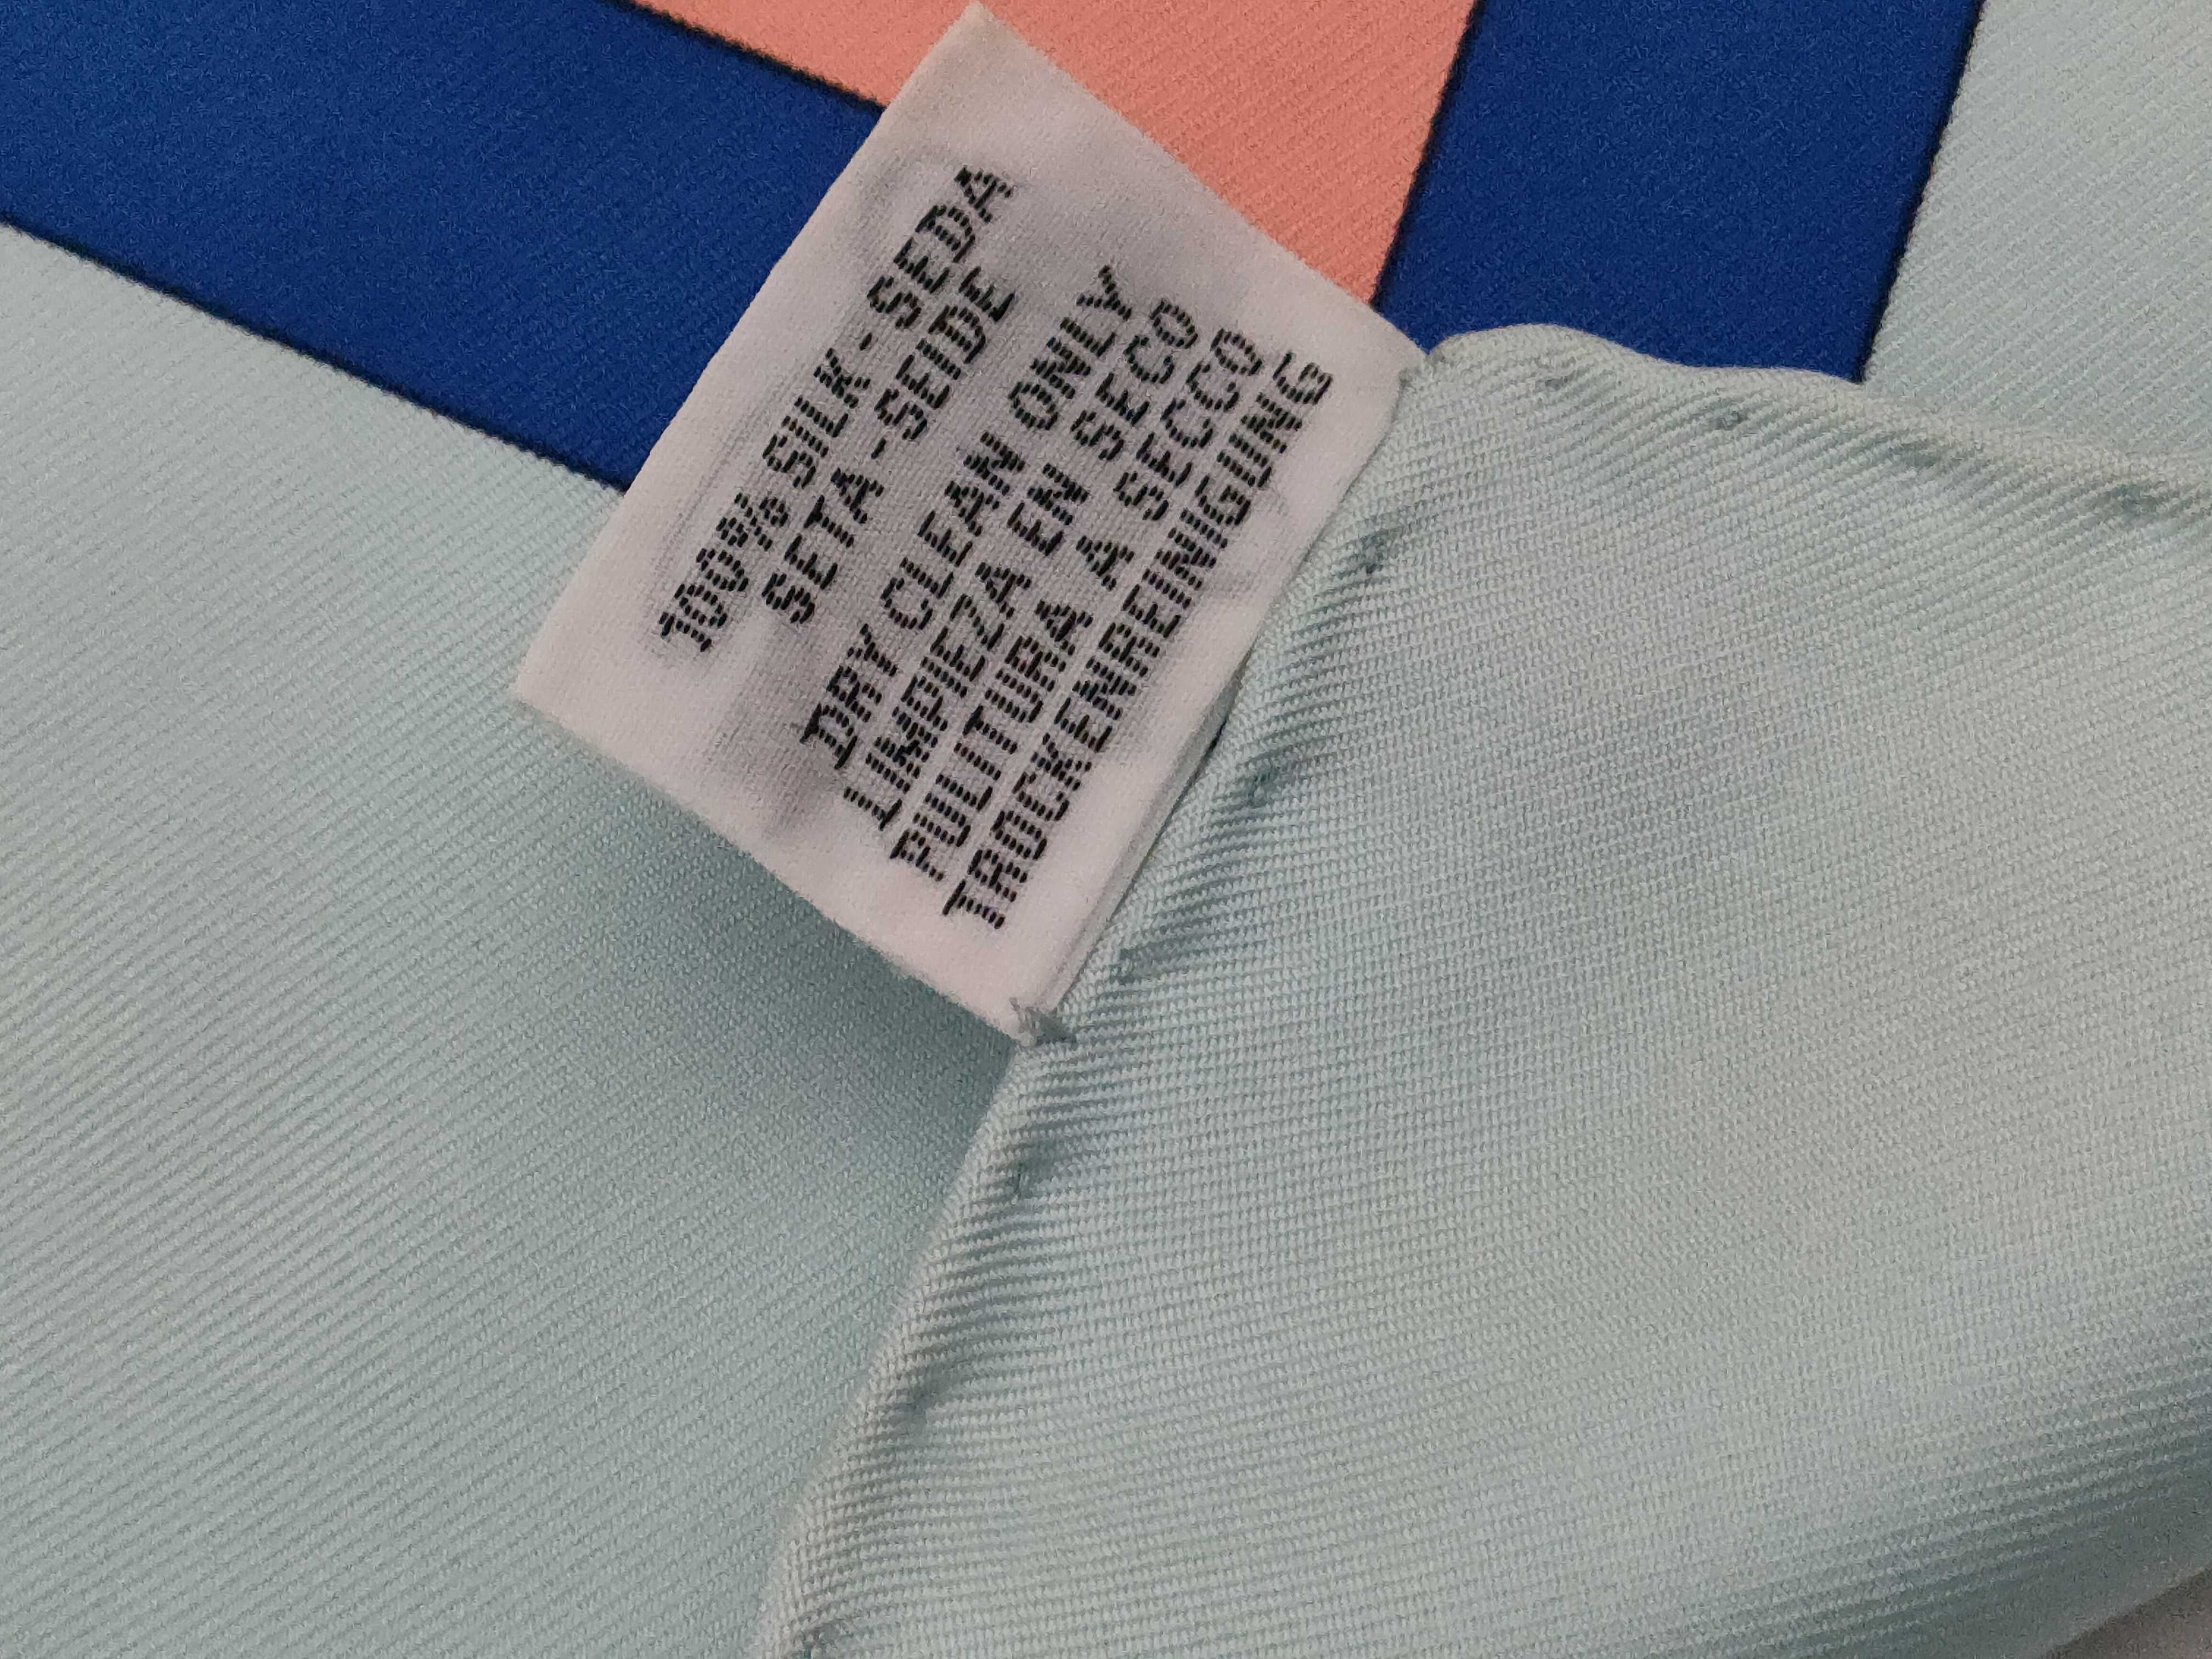 100% SILK - SEDA
SETA - SEIDE
DRY CLEAN ONLY
LIMPIEZA EN SECO
PULITURA A SECCO
TROCKENREINIGUNG